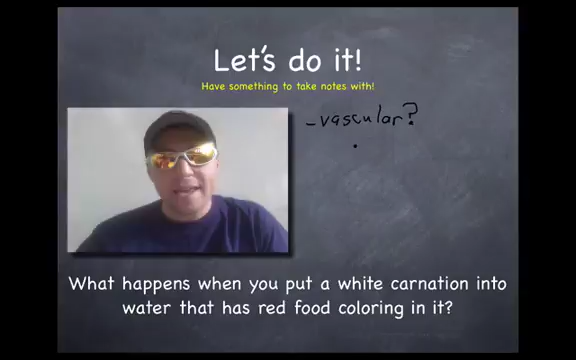 Let's do it!
Have something to take notes with!
-vascular?
What happens when you put a white carnation into
water that has red food coloring in it?